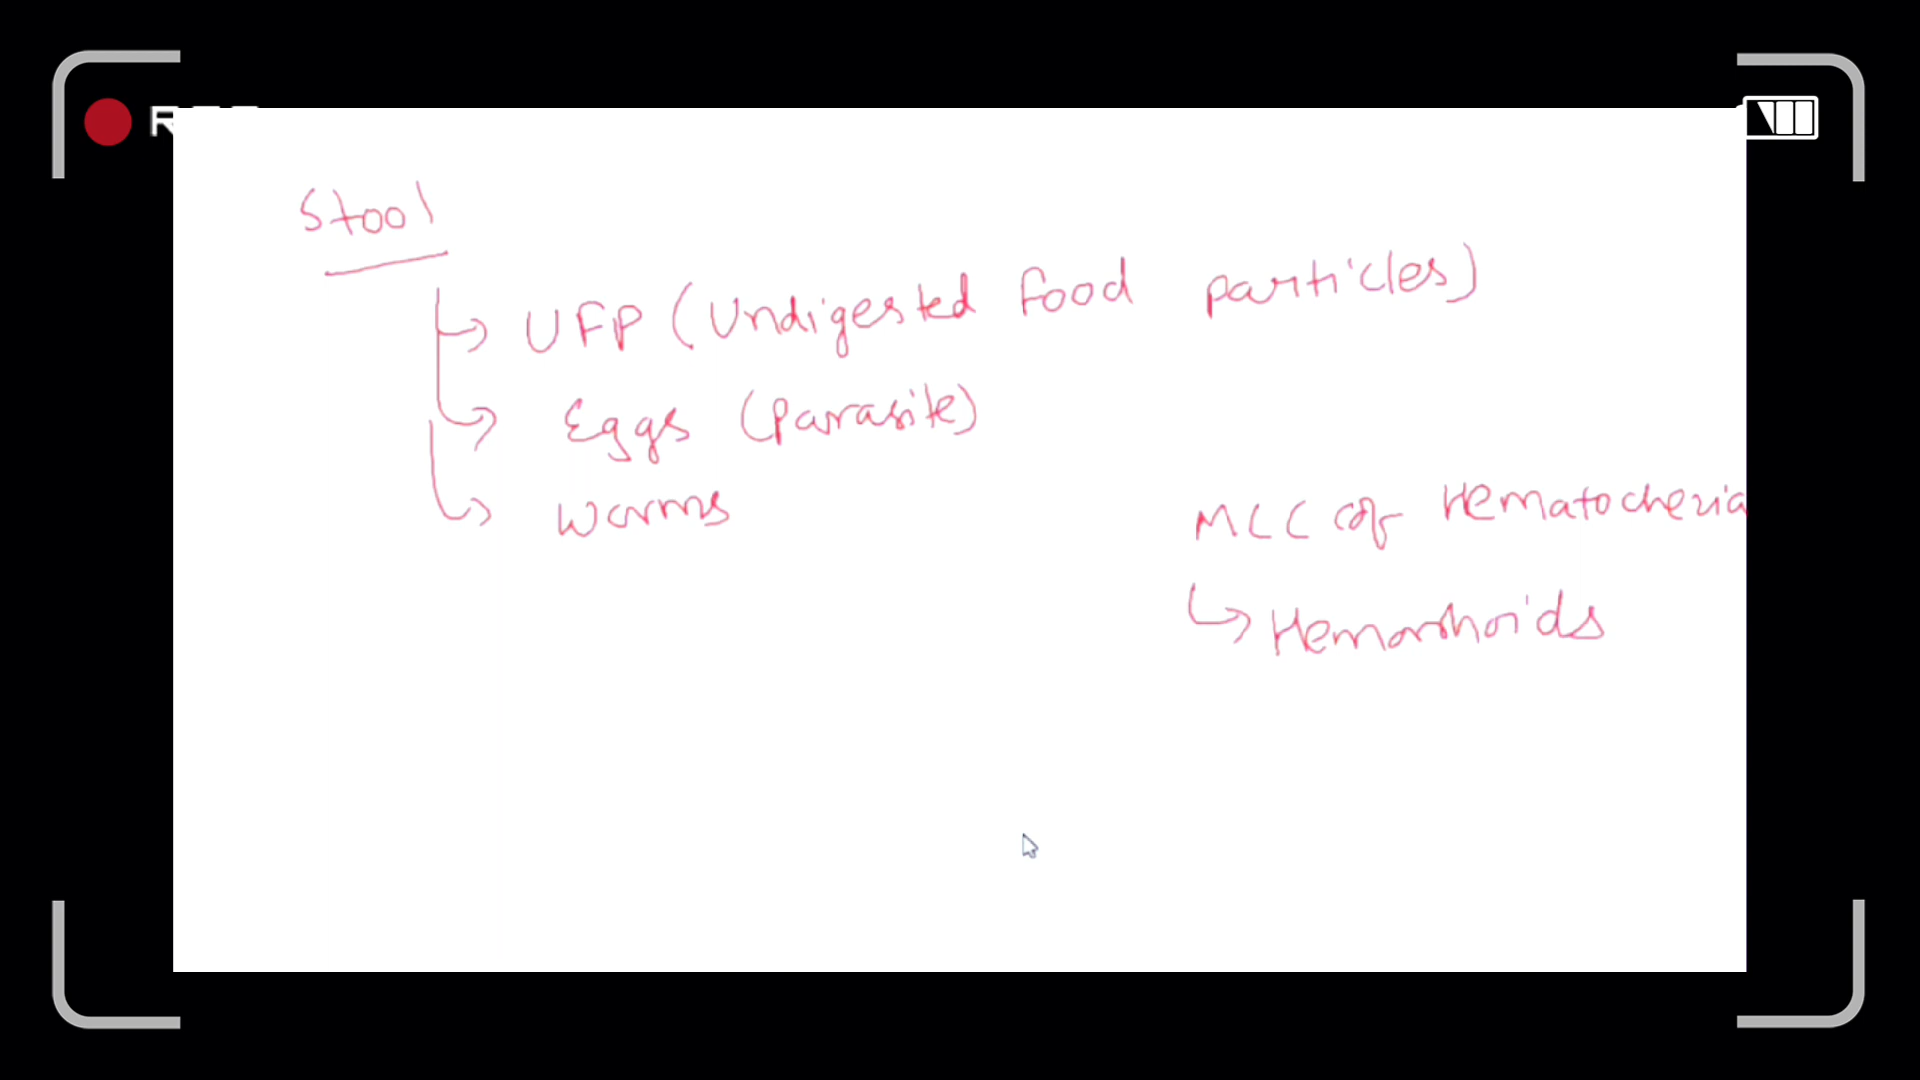 Stool
UFP (Undigested food particles)
Eggs (Parasite)
Worms
MCC of Hematochezia
Hemorrhoids